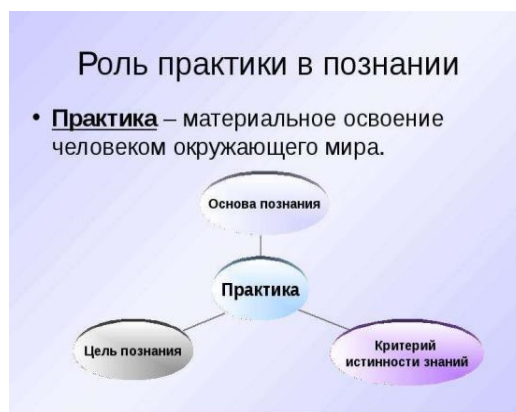 Роль практики в познании
• Практика – материальное освоение
человеком окружающего мира.
Основа познания
Практика
Цель познания
Критерий
истинности знаний